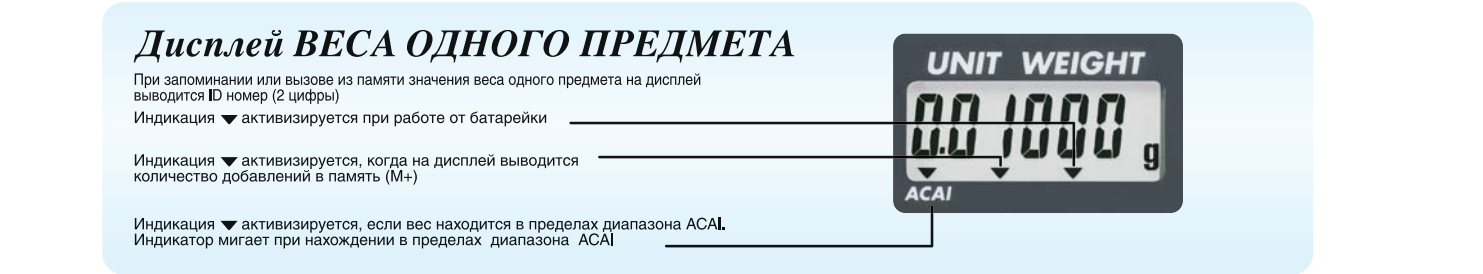 Дисплей ВЕСА ОДНОГО ПРЕДМЕТА
При запоминании или вызове из памяти значения веса одного предмета на дисплей
выводится ID номер (2 цифры)
Индикация ▼ активизируется при работе от батарейки
Индикация ▼ активизируется, когда на дисплей выводится
количество добавлений в память (M+)
Индикация ▼ активизируется, если вес находится в пределах диапазона ACAI.
Индикатор мигает при нахождении в пределах диапазона ACAI
UNIT WEIGHT
0.01000 g
ACAI